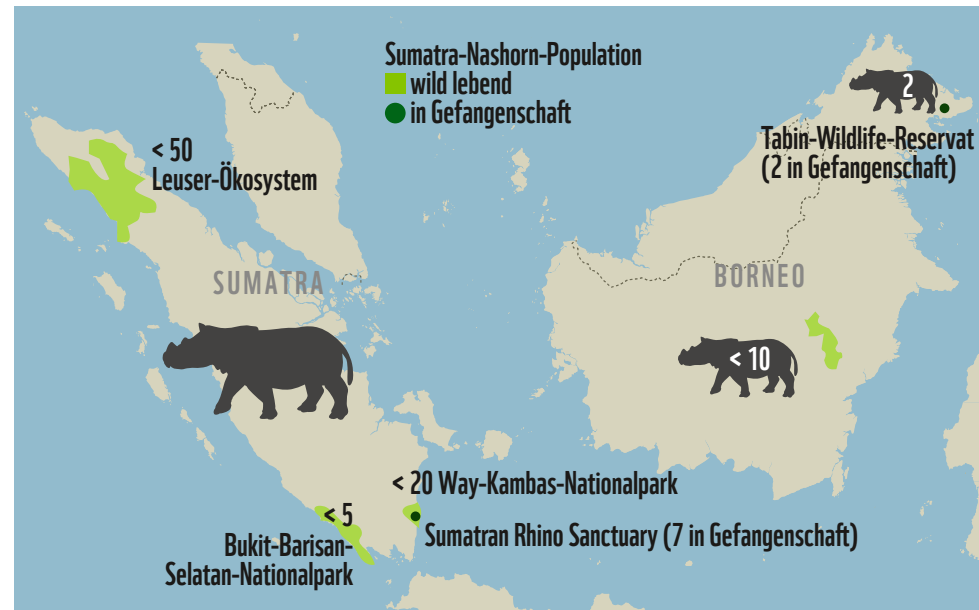 Sumatra-Nashorn-Population
wild lebend
in Gefangenschaft
2
Tabin-Wildlife-Reservat
(2 in Gefangenschaft)
< 50
Leuser-Ökosystem
SUMATRA
BORNEO
< 10
< 20 Way-Kambas-Nationalpark
< 5
Sumatran Rhino Sanctuary (7 in Gefangenschaft)
Bukit-Barisan-
Selatan-Nationalpark